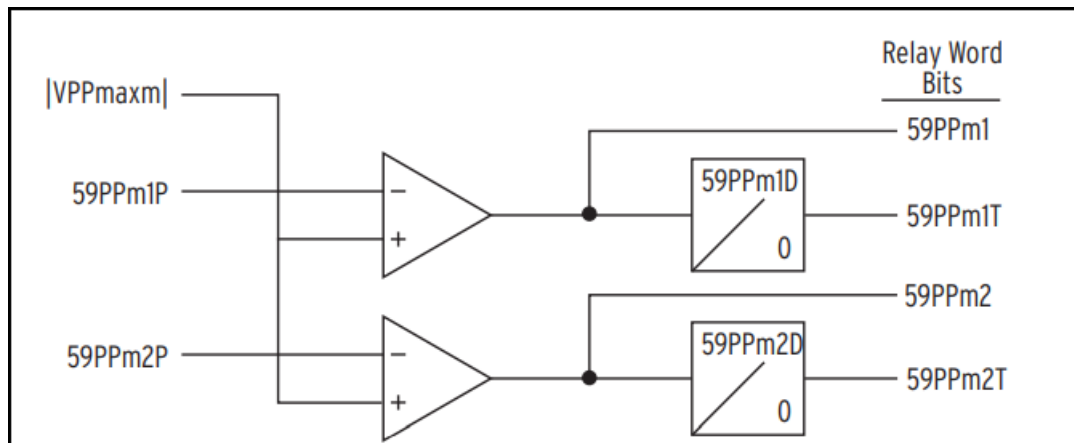 Relay Word
Bits
|VPPmaxm|
59PPm1
59PPm1P
−
59PPm1D
0
+
59PPm1T
59PPm2
59PPm2P
−
59PPm2D
0
+
59PPm2T